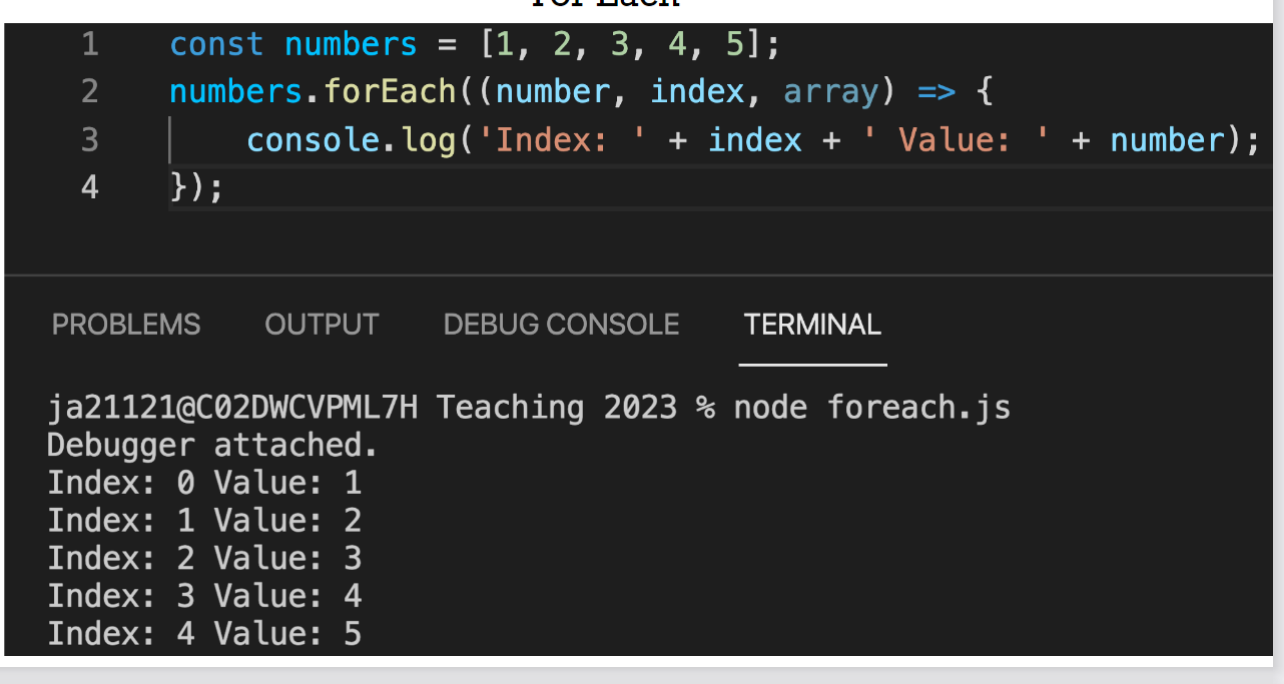 For Each
1 const numbers = [1, 2, 3, 4, 5];
2 numbers.forEach((number, index, array) => {
3 console.log('Index: ' + index + ' Value: ' + number);
4 });
PROBLEMS OUTPUT DEBUG CONSOLE TERMINAL
ja21121@C02DWCVPML7H Teaching 2023 % node foreach.js
Debugger attached.
Index: 0 Value: 1
Index: 1 Value: 2
Index: 2 Value: 3
Index: 3 Value: 4
Index: 4 Value: 5